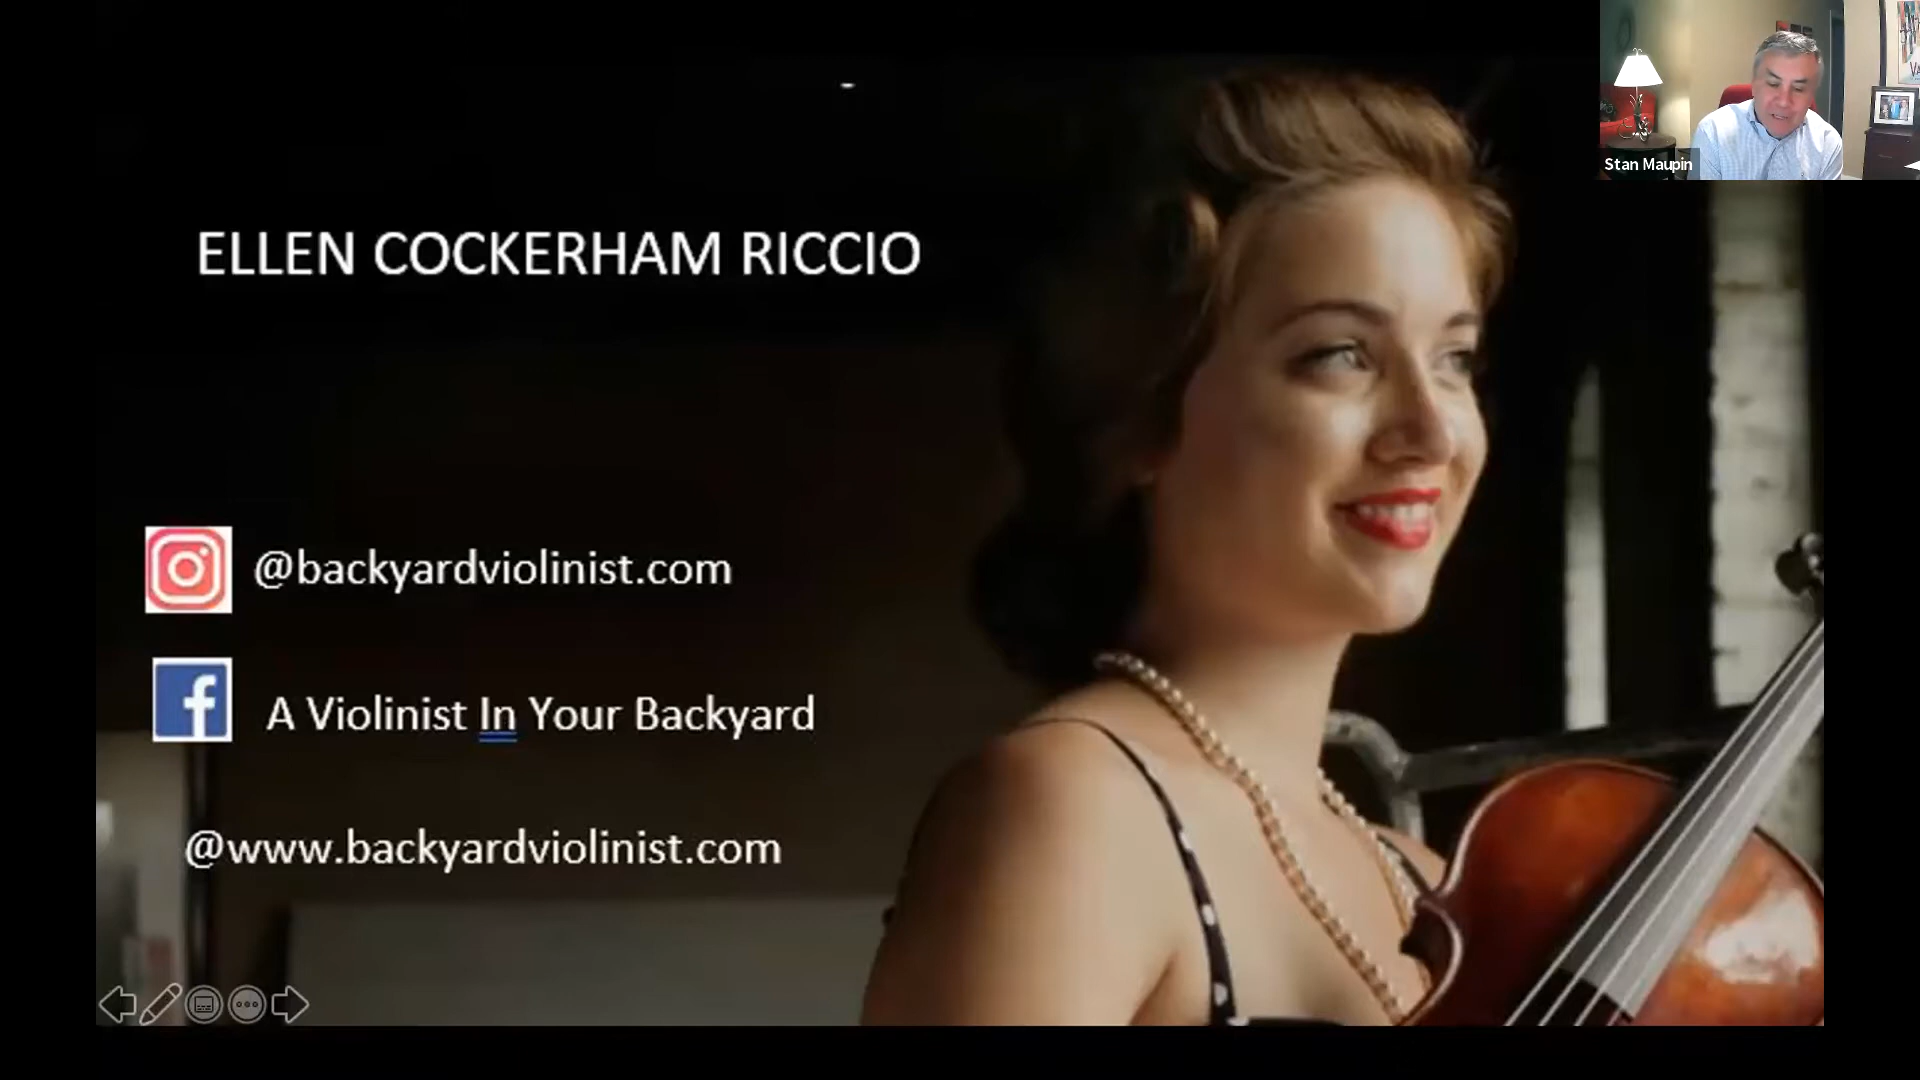 ELLEN COCKERHAM RICCIO
@backyardviolinist.com
A Violinist In Your Backyard
@www.backyardviolinist.com
Stan Maupin